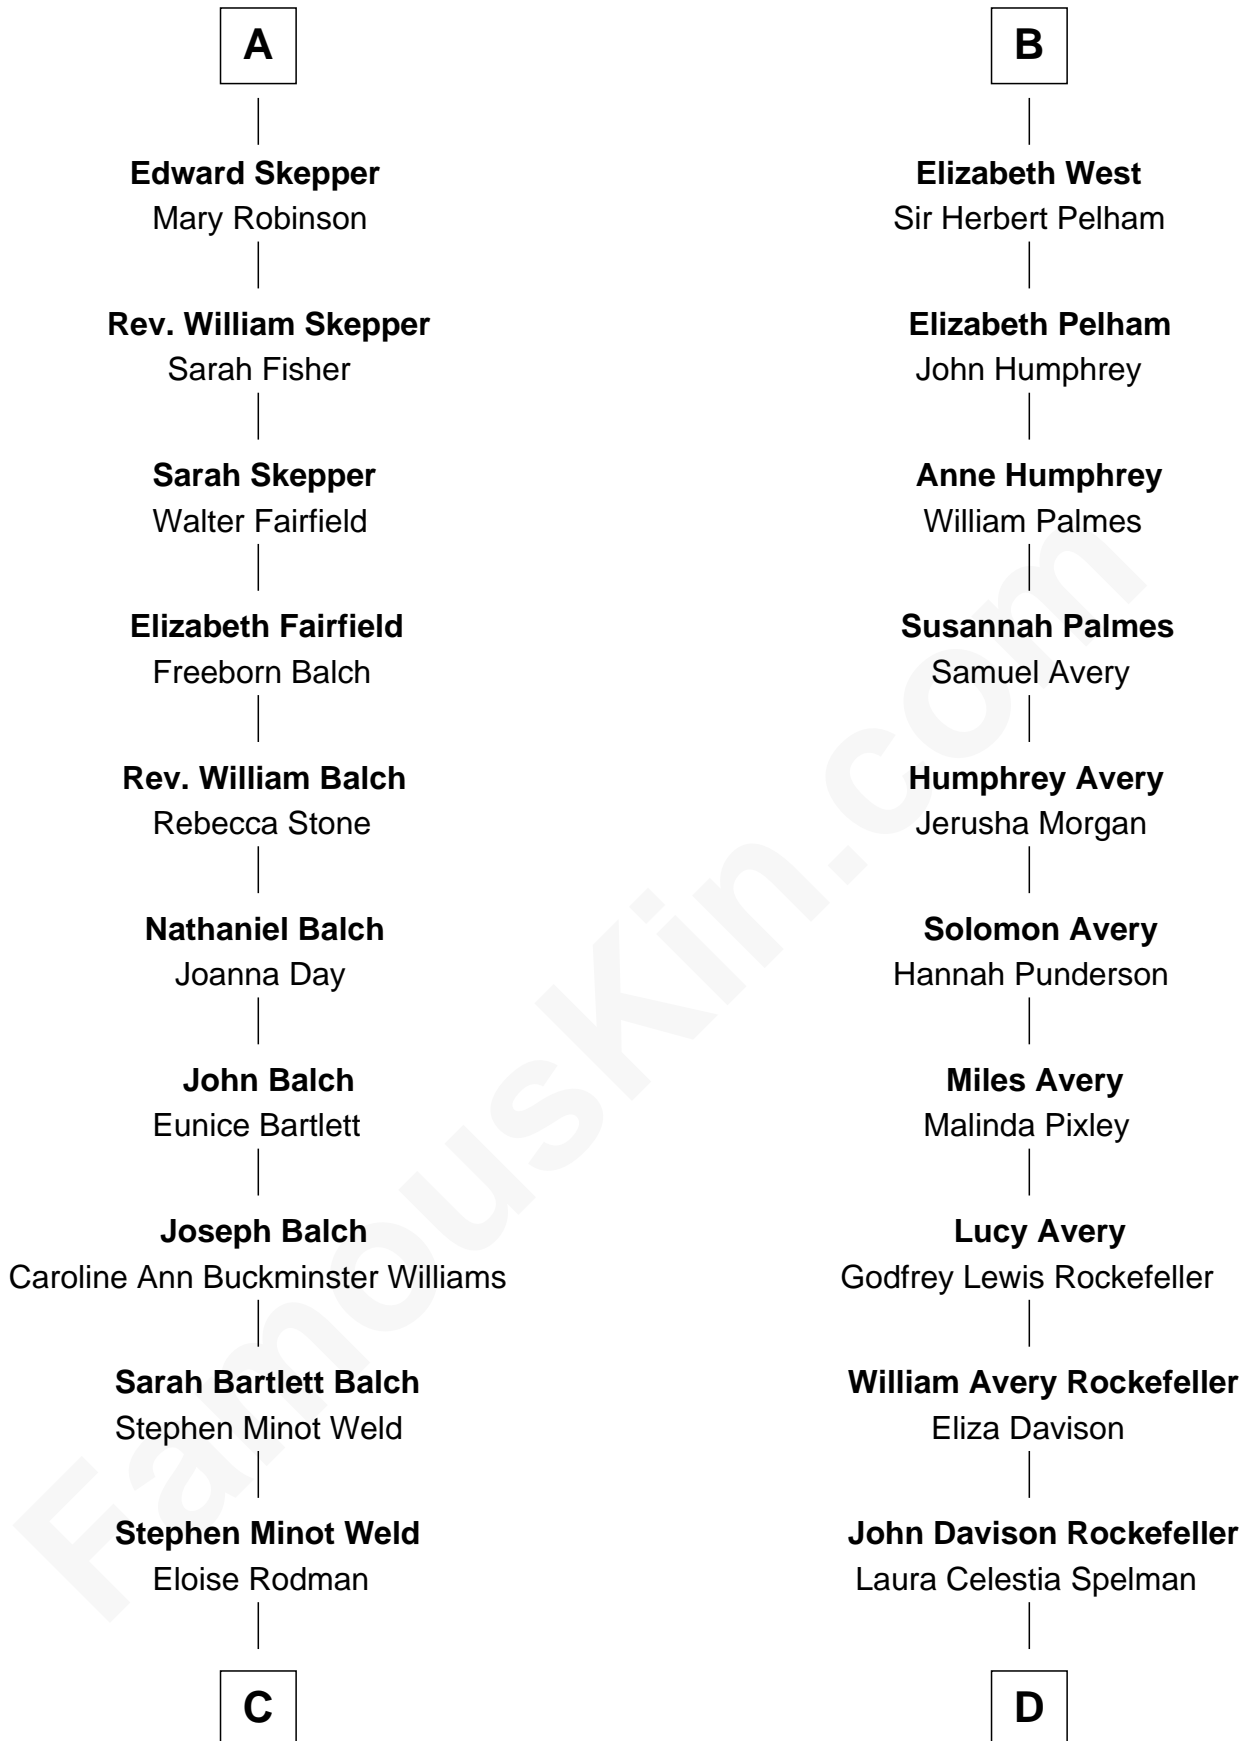 A
Edward Skepper
Mary Robinson
Rev. William Skepper
Sarah Fisher
Sarah Skepper
Walter Fairfield
Elizabeth Fairfield
Freeborn Balch
Rev. William Balch
Rebecca Stone
Nathaniel Balch
Joanna Day
John Balch
Eunice Bartlett
Joseph Balch
Caroline Ann Buckminster Williams
Sarah Bartlett Balch
Stephen Minot Weld
Stephen Minot Weld
Eloise Rodman
C
B
Elizabeth West
Sir Herbert Pelham
Elizabeth Pelham
John Humphrey
Anne Humphrey
William Palmes
Susannah Palmes
Samuel Avery
Humphrey Avery
Jerusha Morgan
Solomon Avery
Hannah Punderson
Miles Avery
Malinda Pixley
Lucy Avery
Godfrey Lewis Rockefeller
William Avery Rockefeller
Eliza Davison
John Davison Rockefeller
Laura Celestia Spelman
D
FamousKin.com